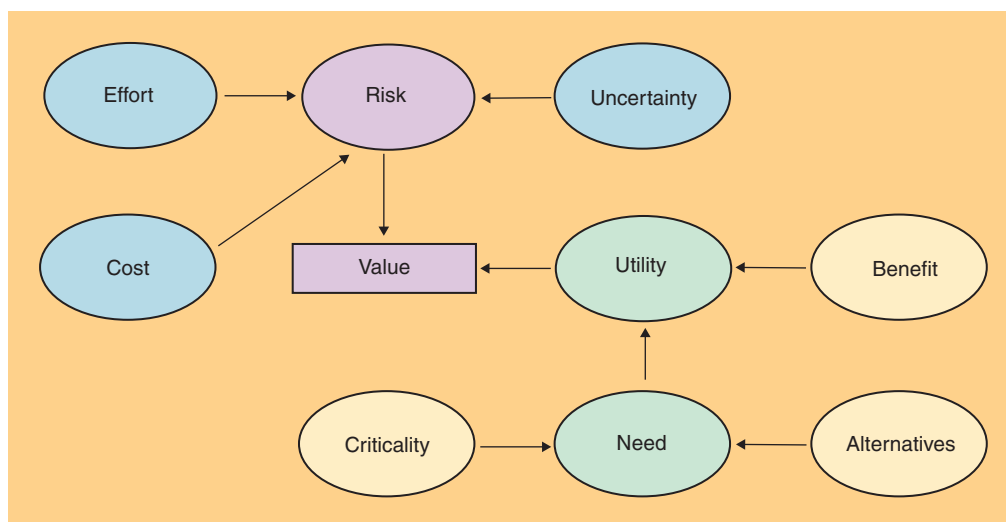 Effort
Risk
Uncertainty
Cost
Value
Utility
Benefit
Criticality
Need
Alternatives